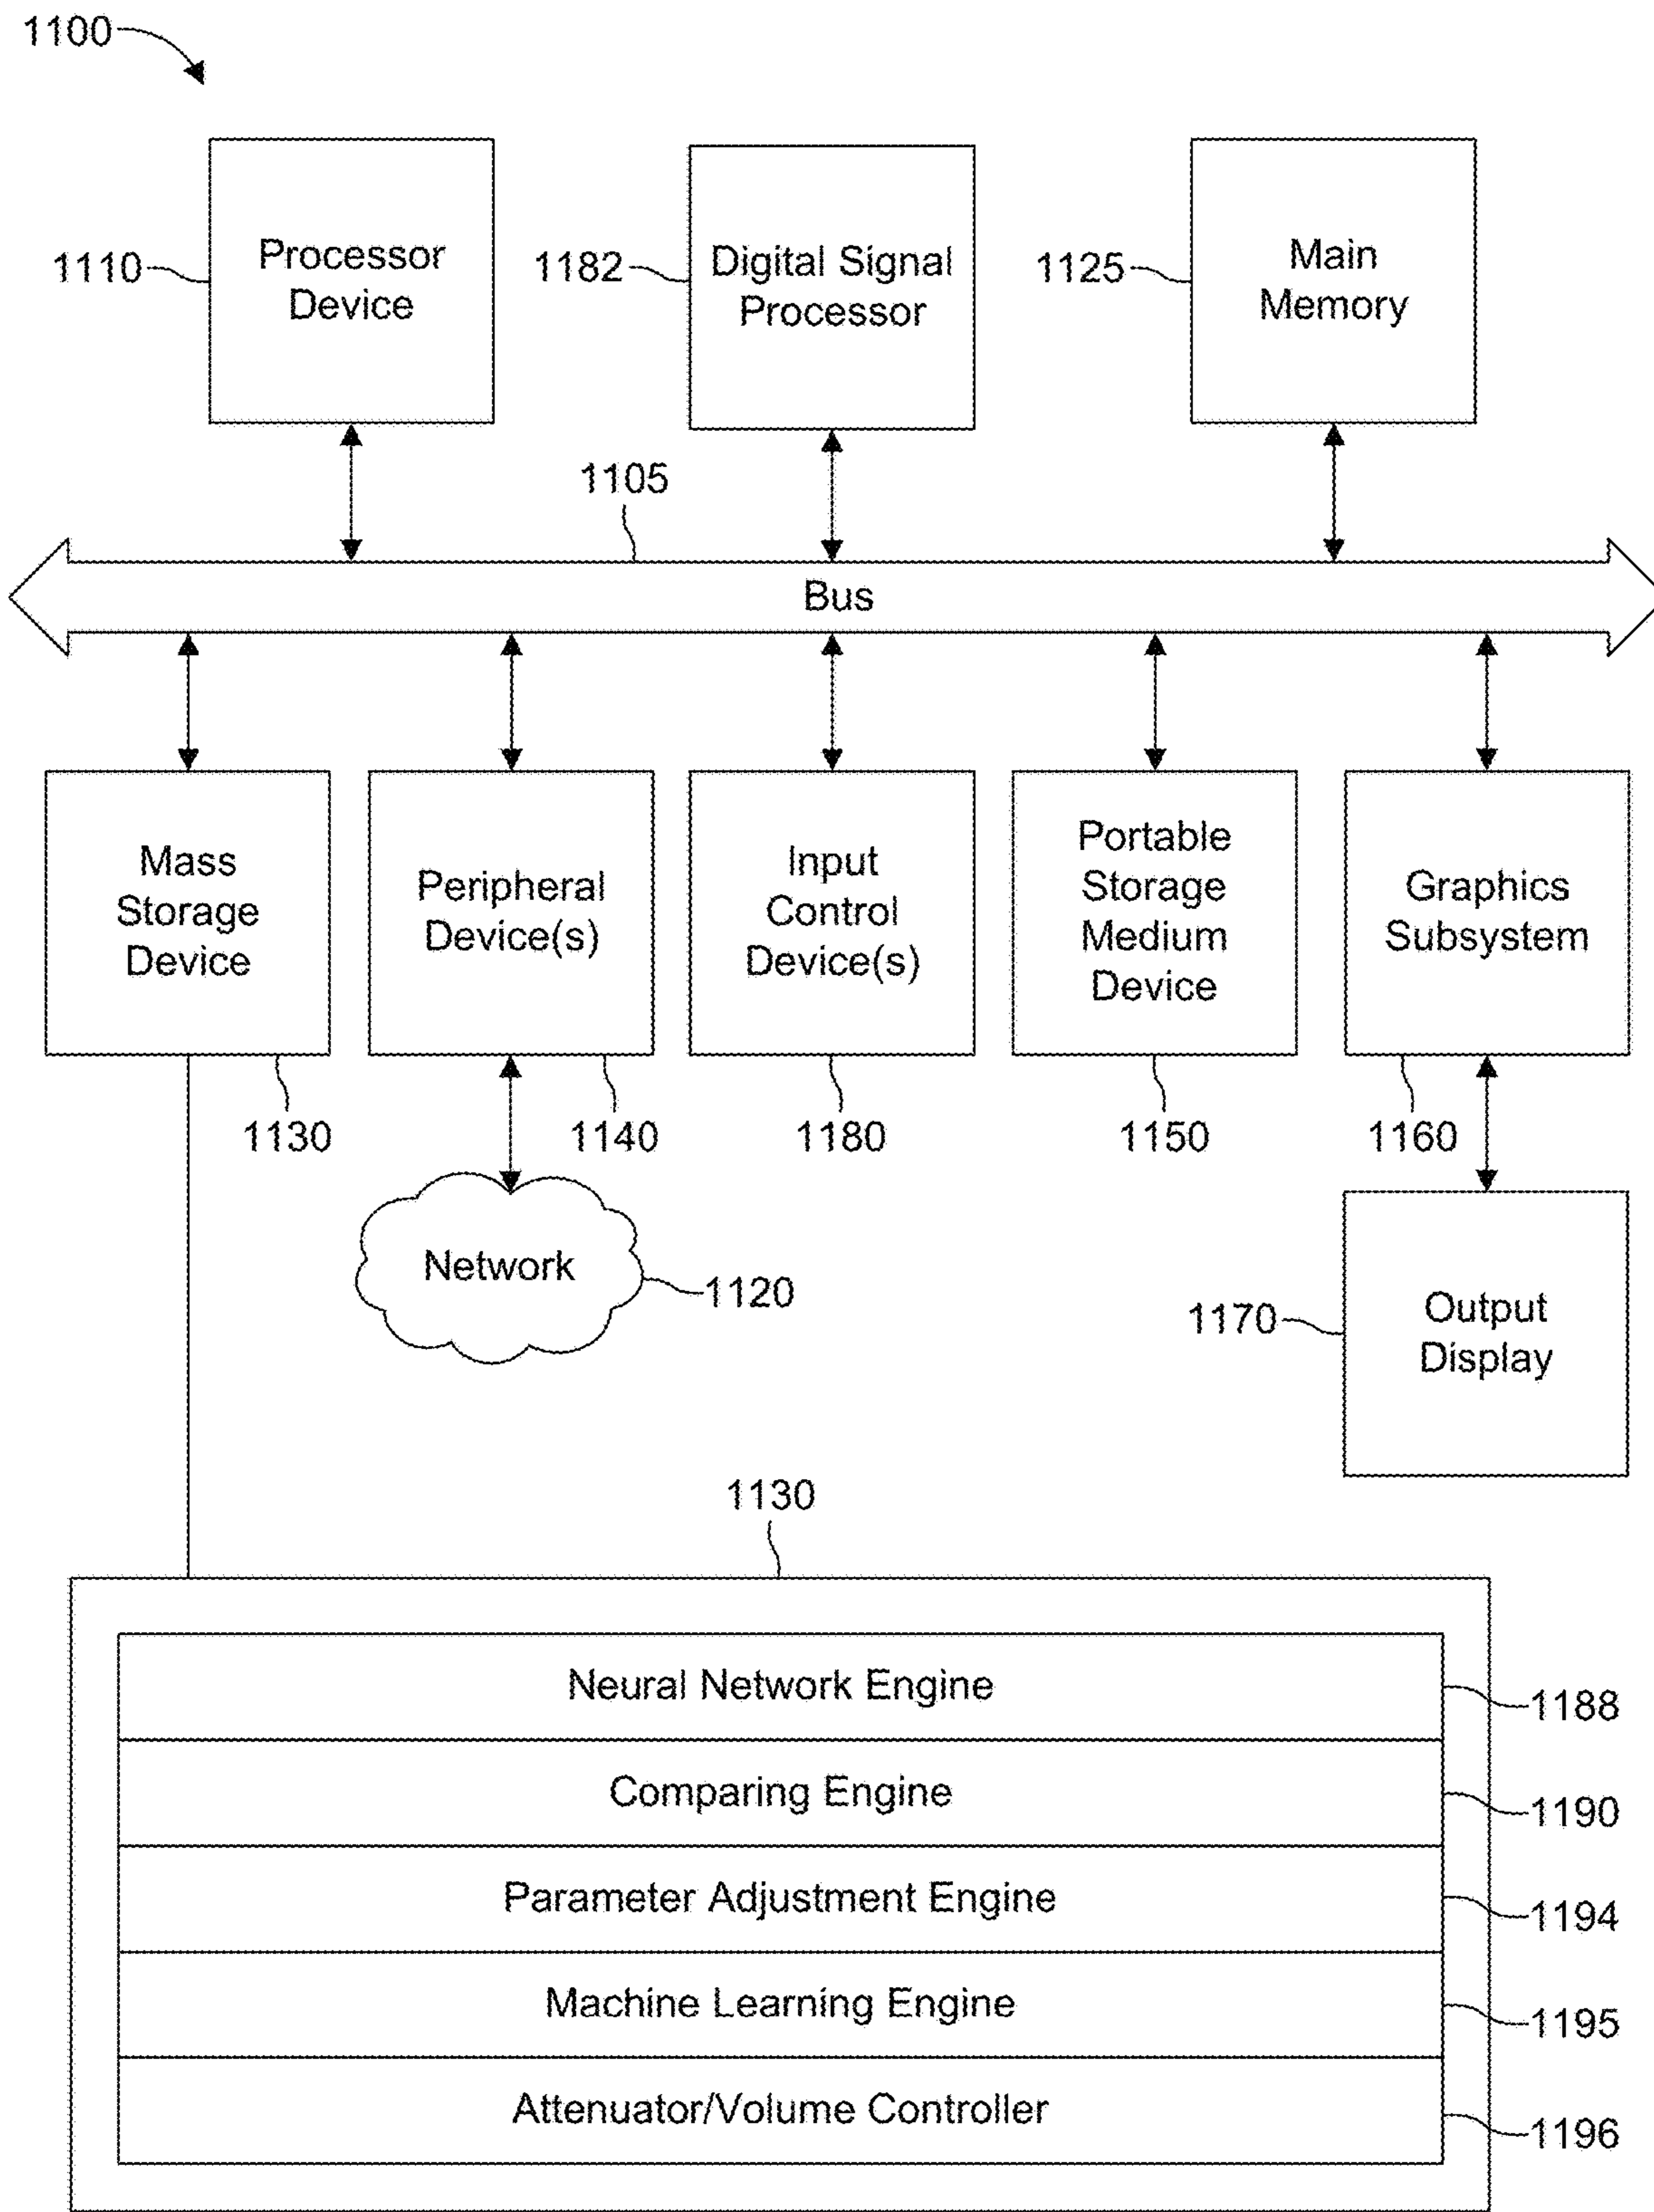 1100
Processor
Device
1110
Digital Signal
Processor
1182
Main
Memory
1125
1105
Bus
Mass
Storage
Device
1130
Peripheral
Device(s)
1140
Input
Control
Device(s)
1180
Portable
Storage
Medium
Device
1150
Graphics
Subsystem
1160
Network
1120
Output
Display
1170
1130
Neural Network Engine
1188
Comparing Engine
1190
Parameter Adjustment Engine
1194
Machine Learning Engine
1195
Attenuator/Volume Controller
1196